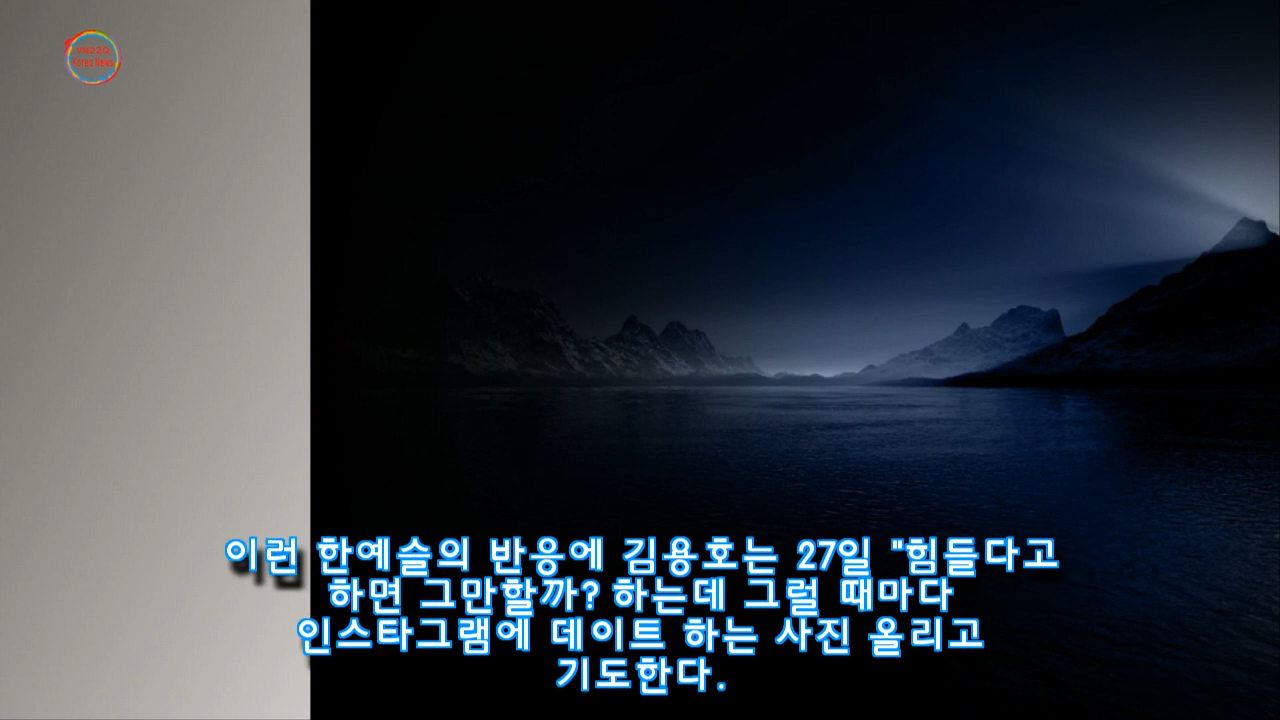 Korea News
이런 한예슬의 반응에 김용호는 27일 "힘들다고
하면 그만할까? 하는데 그럴 때마다
인스타그램에 데이트 하는 사진 올리고
기도한다.